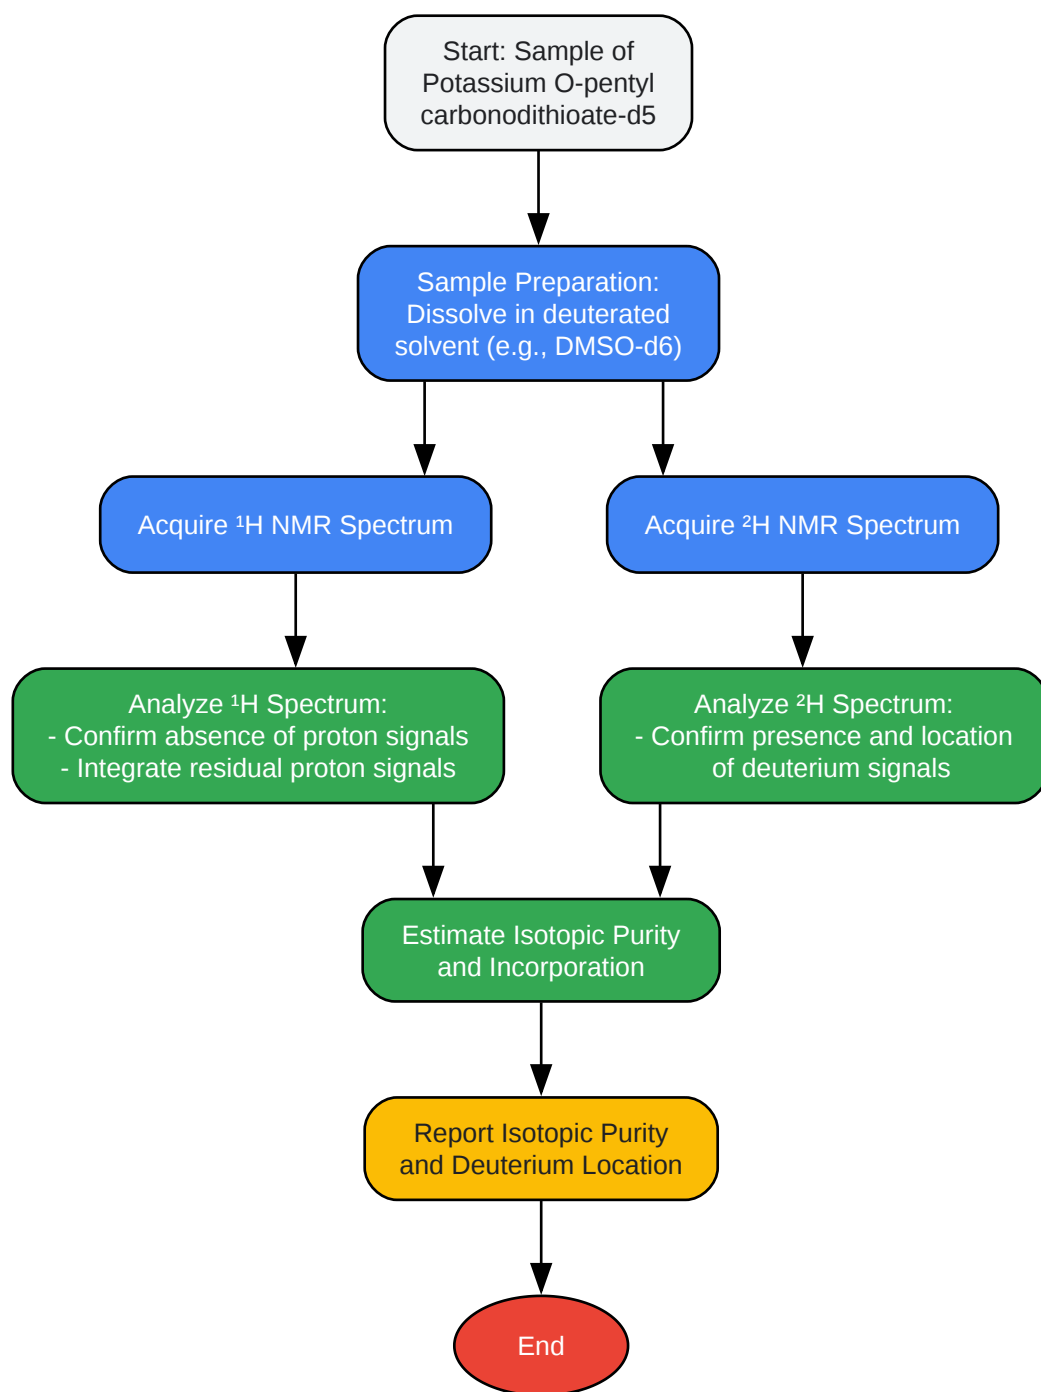 Start: Sample of
Potassium O-pentyl
carbonodithioate-d5
Sample Preparation:
Dissolve in deuterated
solvent (e.g., DMSO-d6)
Acquire ¹H NMR Spectrum
Acquire ²H NMR Spectrum
Analyze ¹H Spectrum:
- Confirm absence of proton signals
- Integrate residual proton signals
Analyze ²H Spectrum:
- Confirm presence and location
of deuterium signals
Estimate Isotopic Purity
and Incorporation
Report Isotopic Purity
and Deuterium Location
End